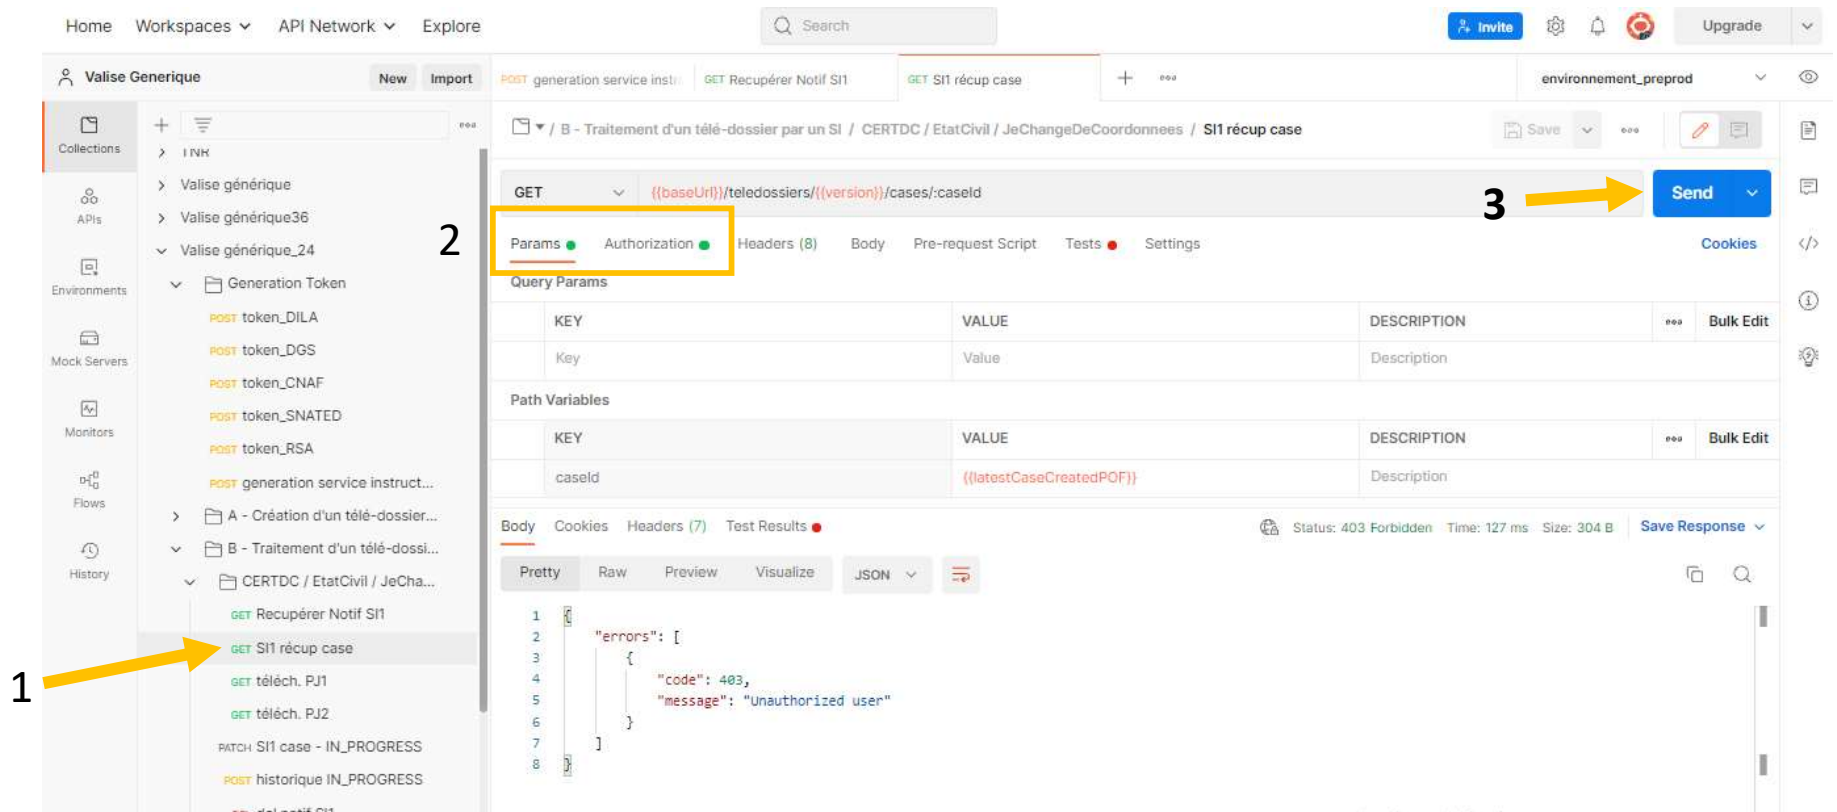 Home Workspaces API Network Explore Search Invite Upgrade
Valise Generique New Import POST generation service instr GET Recupérer Notif SI1 GET SI1 récup case environnement_preprod
Collections
/ B - Traitement d'un télé-dossier par un SI / CERTDC / EtatCivil / JeChangeDeCoordonnees / SI1 récup case Save
TNR
Valise générique
GET {{baseUrl}}/teledossiers/{{version}}/cases/:caseId 3 Send
APIs
Valise générique36
2
Params Authorization Headers (8) Body Pre-request Script Tests Settings Cookies
Valise générique_24
Query Params
Environments
Generation Token
KEY VALUE DESCRIPTION Bulk Edit
POST token_DILA
Key Value Description
Mock Servers
POST token_DGS
POST token_CNAF
Path Variables
Monitors
POST token_SNATED
KEY VALUE DESCRIPTION Bulk Edit
POST token_RSA
caseId {{latestCaseCreatedPOF}} Description
Flows
POST generation service instruct...
A - Création d'un télé-dossier...
Body Cookies Headers (7) Test Results Status: 403 Forbidden Time: 127 ms Size: 304 B Save Response
B - Traitement d'un télé-dossi...
History
Pretty Raw Preview Visualize JSON
CERTDC / EtatCivil / JeCha...
GET Recupérer Notif SI1
1 {
2 "errors": [
GET SI1 récup case
3 {
1
GET téléch. PJ1
4 "code": 403,
5 "message": "Unauthorized user"
GET téléch. PJ2
6 }
PATCH SI1 case - IN_PROGRESS
7 ]
8 }
POST historique IN_PROGRESS